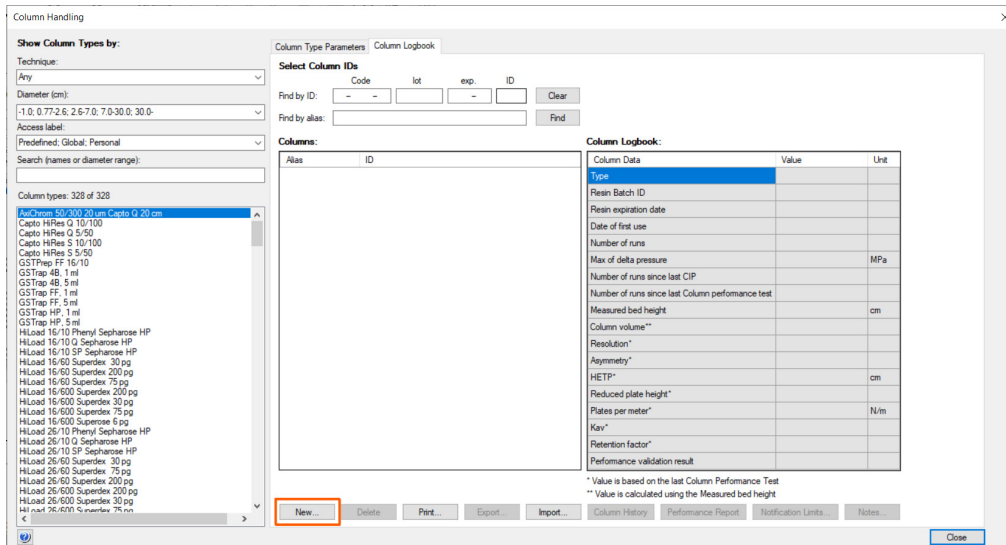 Column Handling
Show Column Types by:
Technique:
Any
Diameter (cm):
-1.0; 0.77-2.6; 2.6-7.0; 7.0-30.0; 30.0-
Access label:
Predefined; Global; Personal
Search (names or diameter range):
Column types: 328 of 328
AxiChrom 50/300 20 um Capto Q 20 cm
Capto HiRes Q 10/100
Capto HiRes Q 5/50
Capto HiRes S 10/100
Capto HiRes S 5/50
GSTPrep FF 16/10
GSTrap 4B, 1 ml
GSTrap 4B, 5 ml
GSTrap FF, 1 ml
GSTrap FF, 5 ml
GSTrap HP, 1 ml
GSTrap HP, 5 ml
HiLoad 16/10 Phenyl Sepharose HP
HiLoad 16/10 Q Sepharose HP
HiLoad 16/10 SP Sepharose HP
HiLoad 16/60 Superdex  30 pg
HiLoad 16/60 Superdex 200 pg
HiLoad 16/60 Superdex 75 pg
HiLoad 16/600 Superdex 200 pg
HiLoad 16/600 Superdex 30 pg
HiLoad 16/600 Superdex 75 pg
HiLoad 16/600 Superose 6 pg
HiLoad 26/10 Phenyl Sepharose HP
HiLoad 26/10 Q Sepharose HP
HiLoad 26/10 SP Sepharose HP
HiLoad 26/60 Superdex  30 pg
HiLoad 26/60 Superdex  75 pg
HiLoad 26/60 Superdex 200 pg
HiLoad 26/600 Superdex 200 pg
HiLoad 26/600 Superdex 30 pg
HiLoad 26/600 Superdex 75 pg
Column Type Parameters Column Logbook
Select Column IDs
Code lot exp. ID
Find by ID: - - - Clear
Find by alias: Find
Columns:
Alias ID
Column Logbook:
Column Data Value Unit
Type
Resin Batch ID
Resin expiration date
Date of first use
Number of runs
Max of delta pressure MPa
Number of runs since last CIP
Number of runs since last Column performance test
Measured bed height cm
Column volume**
Resolution*
Asymmetry*
HETP* cm
Reduced plate height*
Plates per meter* N/m
Kav*
Retention factor*
Performance validation result
* Value is based on the last Column Performance Test
** Value is calculated using the Measured bed height
New... Delete Print... Export... Import... Column History Performance Report Notification Limits... Notes...
Close